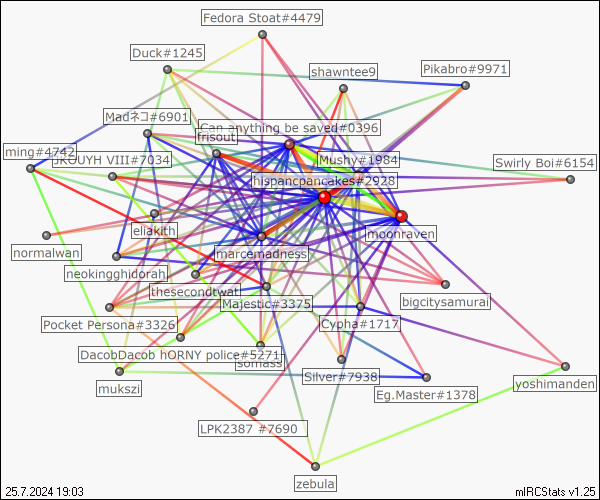 Fedora Stoat#4479
Duck#1245
shawntee9
Pikabro#9971
Madネコ#6901
Can anything be saved#0396
frisout
ming#4742
JROUYH VIII#7034
Mushy#1984
Swirly Boi#6154
hispancpancakes#2928
eliakith
moonraven
normalwan
marcemadness
neokingghidorah
thesecondtwat
Majestic#3375
bigcitysamurai
Pocket Persona#3326
Cypha#1717
DacobDacob hORNY police#5271
somass
mukszi
Silver#7938
Eg.Master#1378
yoshimanden
LPK2387 #7690
zebula
25.7.2024 19:03
mIRCStats v1.25